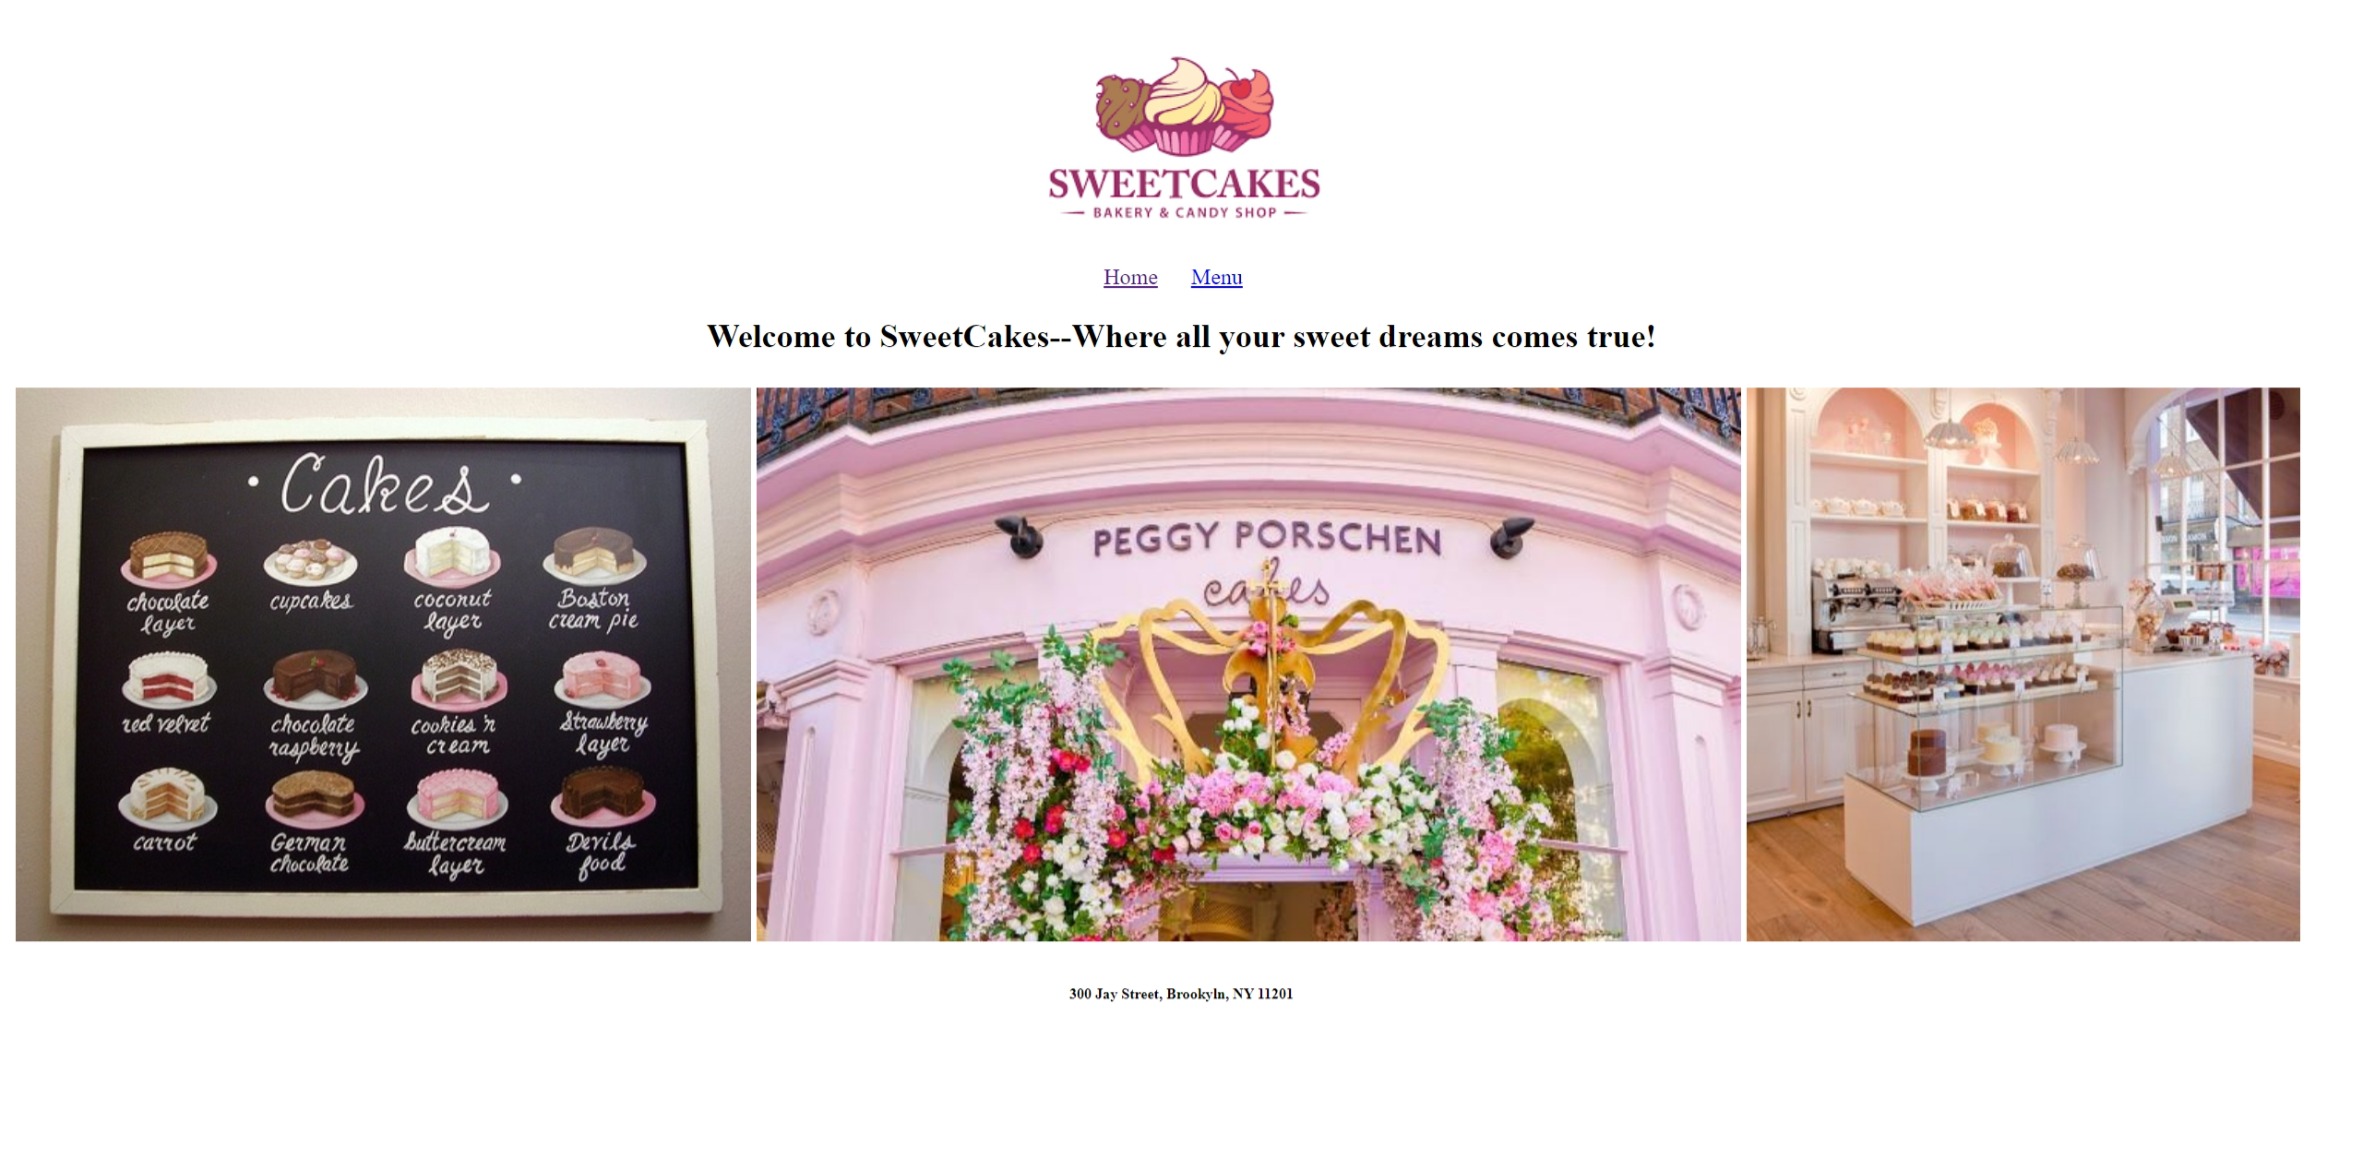 SWEETCAKES
BAKERY & CANDY SHOP
Home Menu
Welcome to SweetCakes--Where all your sweet dreams comes true!
• Cakes •
chocolate layer
cupcakes
coconut layer
Boston cream pie
red velvet
chocolate raspberry
cookies 'n cream
Strawberry layer
carrot
German chocolate
buttercream layer
Devils food
PEGGY PORSCHEN
cakes
300 Jay Street, Brookyln, NY 11201